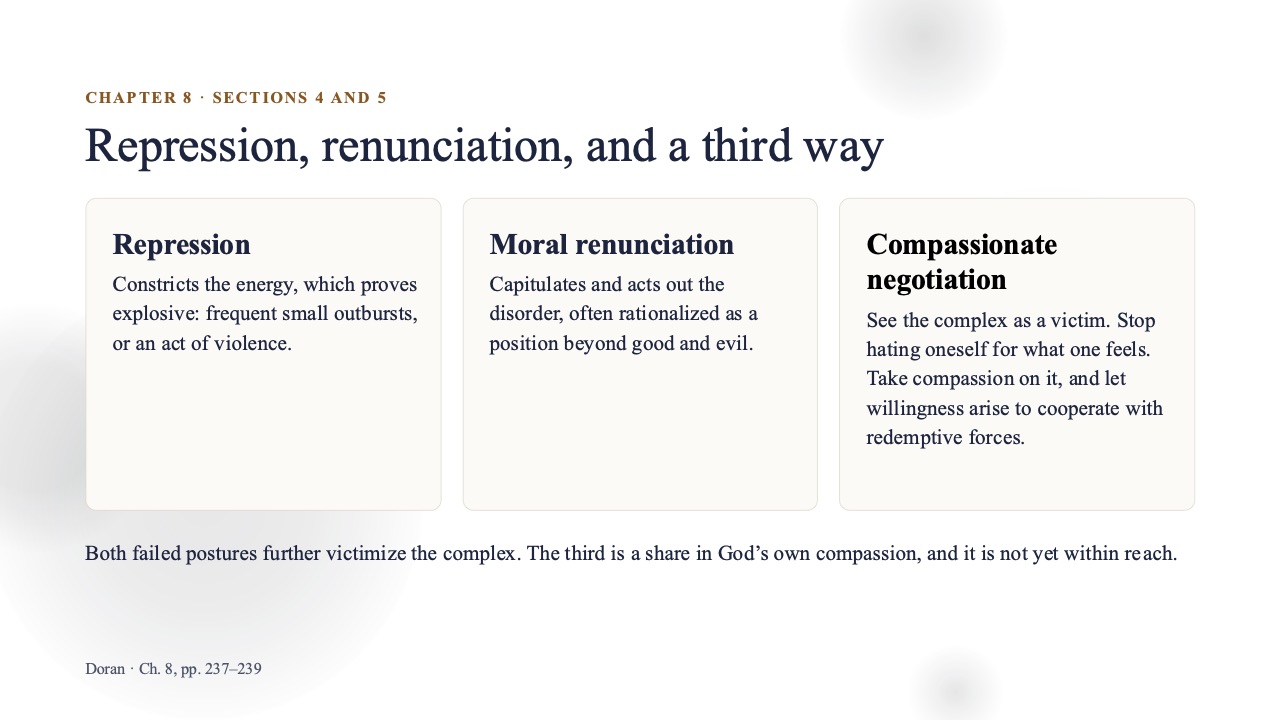 CHAPTER 8 · SECTIONS 4 AND 5
Repression, renunciation, and a third way
Repression
Constricts the energy, which proves
explosive: frequent small outbursts,
or an act of violence.
Moral renunciation
Capitulates and acts out the
disorder, often rationalized as a
position beyond good and evil.
Compassionate
negotiation
See the complex as a victim. Stop
hating oneself for what one feels.
Take compassion on it, and let
willingness arise to cooperate with
redemptive forces.
Both failed postures further victimize the complex. The third is a share in God’s own compassion, and it is not yet within reach.
Doran · Ch. 8, pp. 237–239